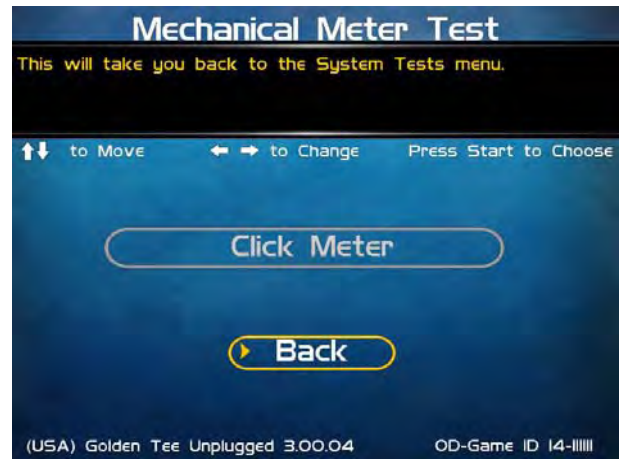 Mechanical Meter Test
This will take you back to the System Tests menu.
to Move to Change Press Start to Choose
Click Meter
Back
(USA) Golden Tee Unplugged 3.00.04 OD-Game ID 14-111111